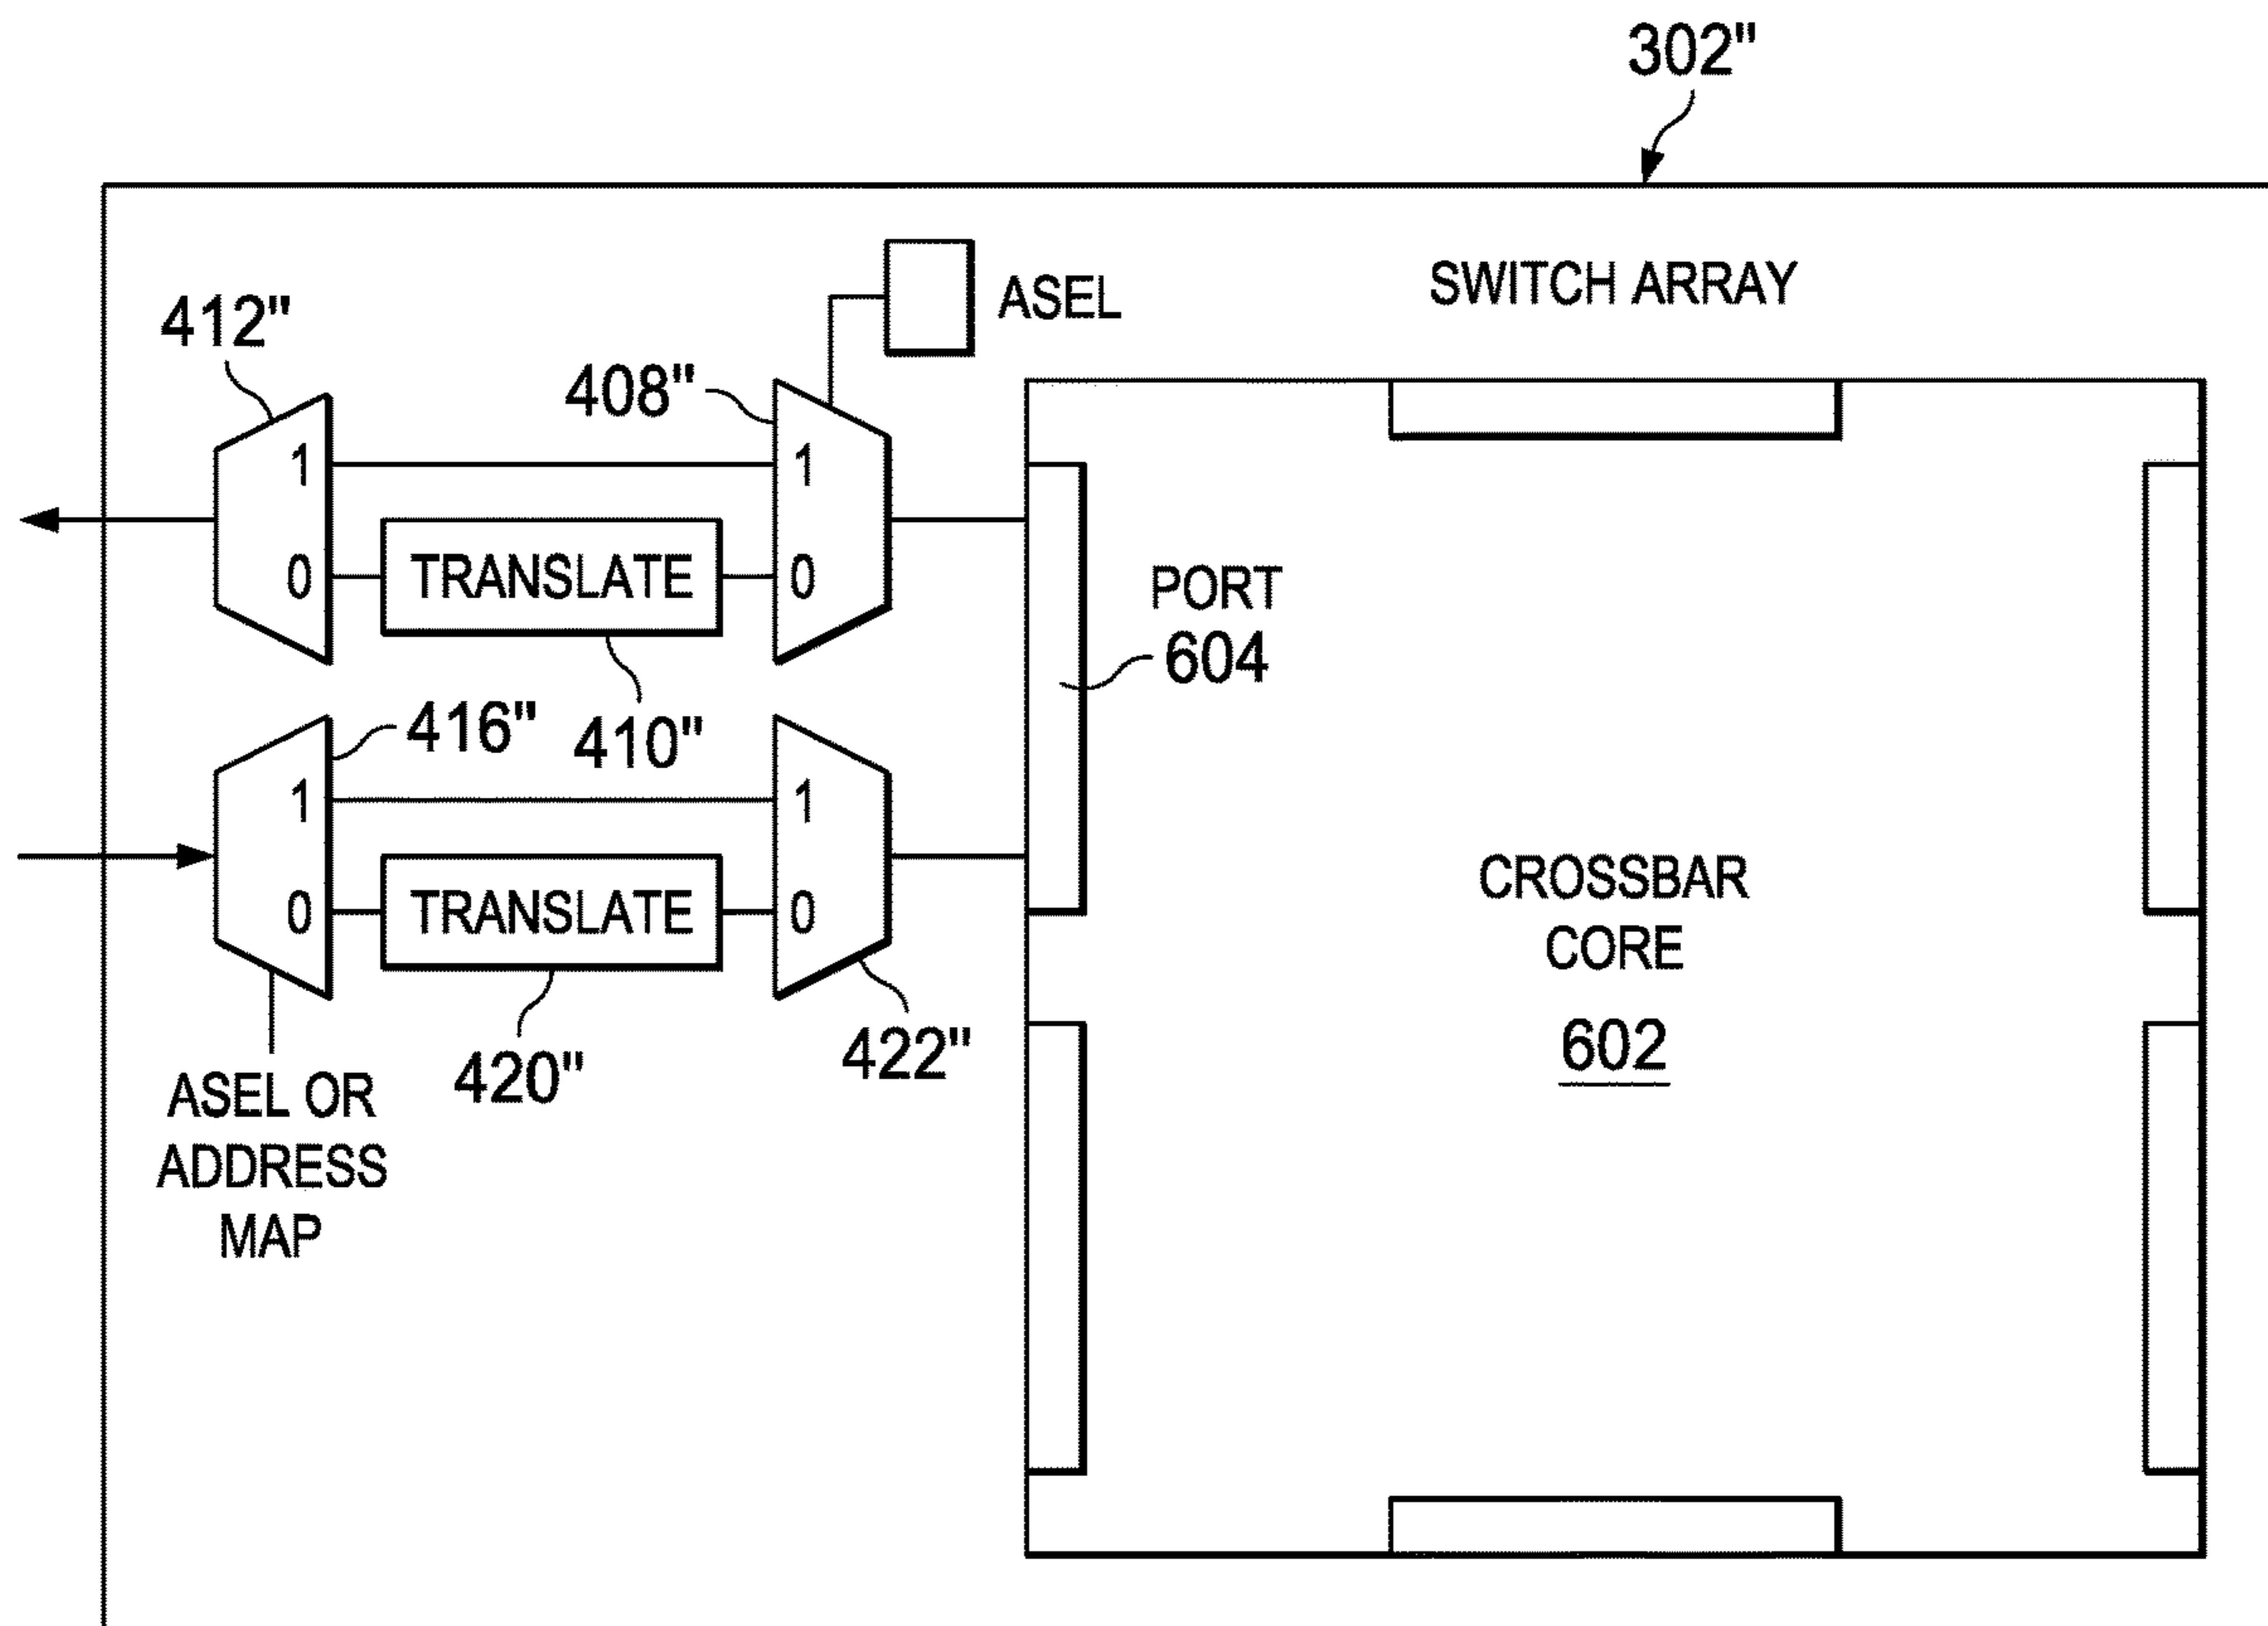 302"
SWITCH ARRAY
ASEL
412"
408"
1
1
0
TRANSLATE
0
410"
PORT
604
416"
1
1
0
TRANSLATE
0
420"
422"
ASEL OR
ADDRESS
MAP
CROSSBAR
CORE
602